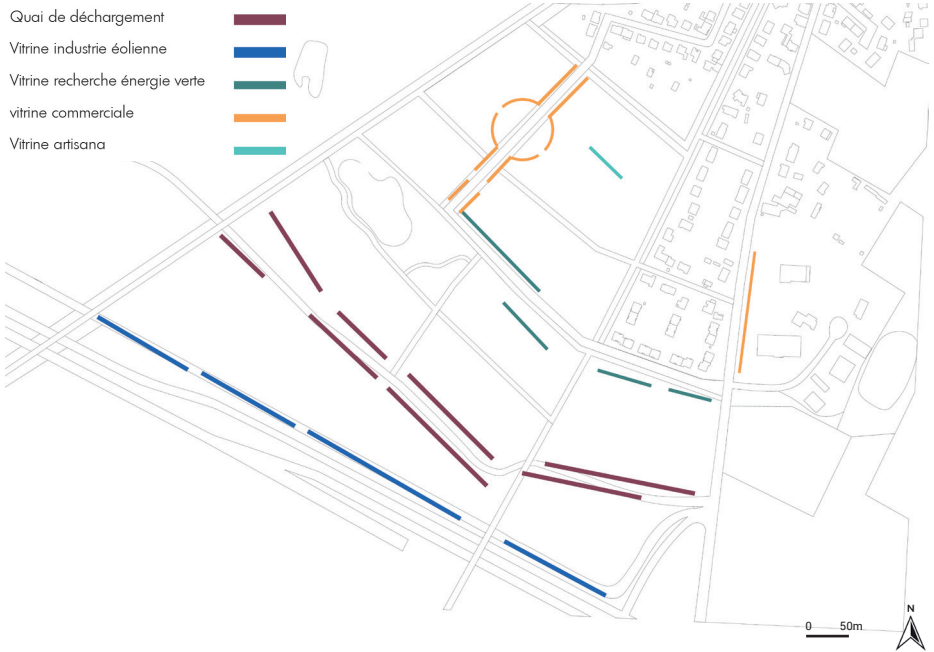 Quai de déchargement
Vitrine industrie éolienne
Vitrine recherche énergie verte
vitrine commerciale
Vitrine artisana
N
0 50m